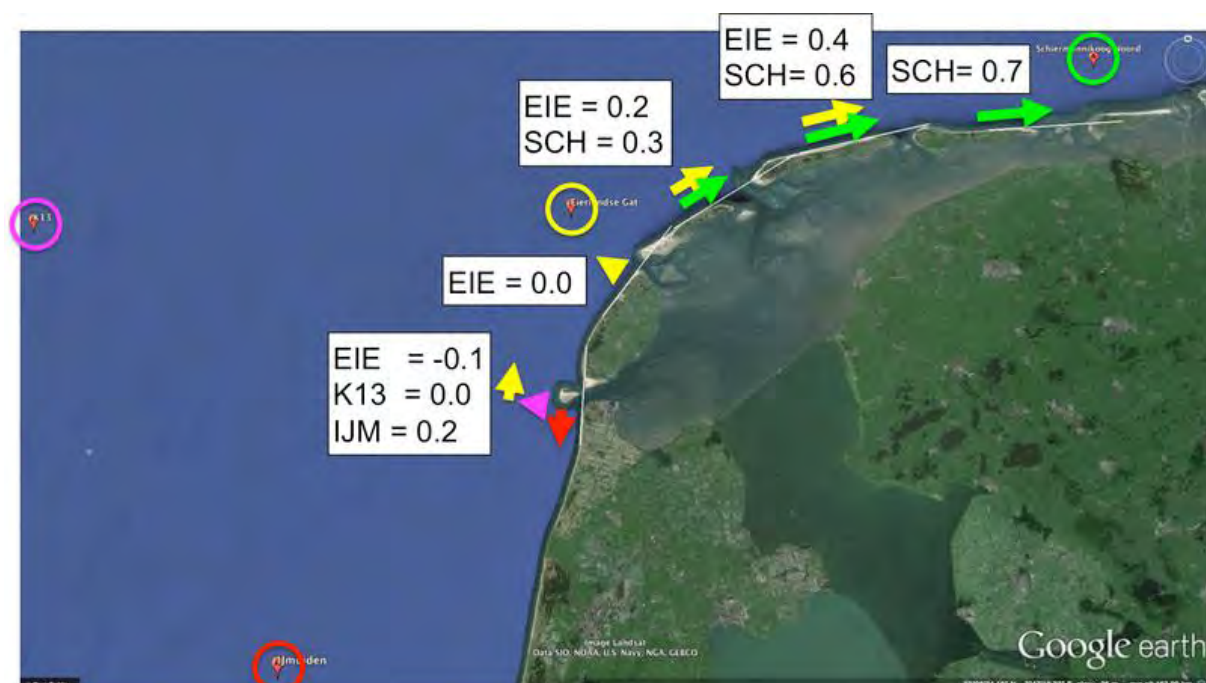 EIE = 0.4
SCH= 0.6
Schiermonnikoog Noord
SCH= 0.7
EIE = 0.2
SCH = 0.3
K13
Eierlandse Gat
EIE = 0.0
EIE = -0.1
K13 = 0.0
IJM = 0.2
IJmuiden
Image Landsat
Data SIO, NOAA, U.S. Navy, NGA, GEBCO
Google earth